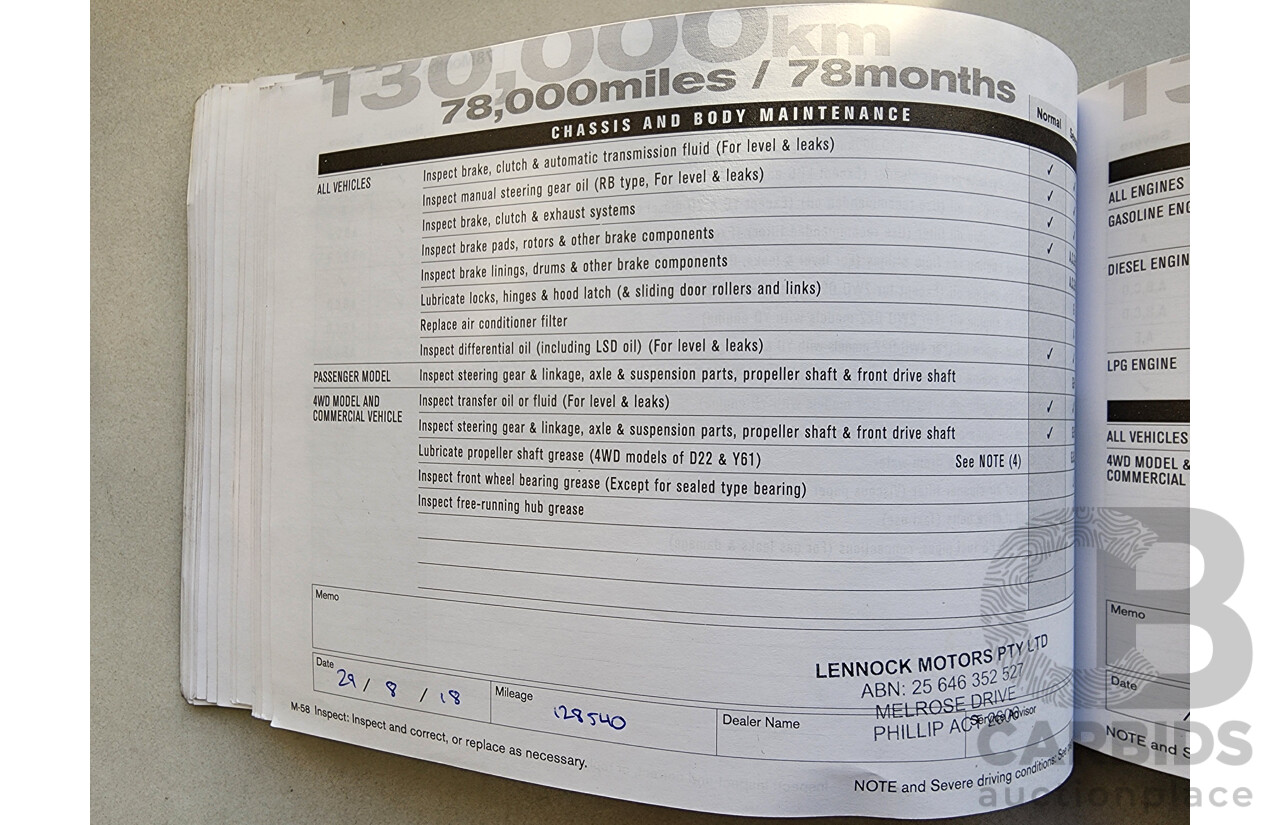 130,000km
78,000miles / 78months
CHASSIS AND BODY MAINTENANCE
Normal
ALL VEHICLES
Inspect brake, clutch & automatic transmission fluid (For level & leaks) ✓
Inspect manual steering gear oil (RB type, For level & leaks) ✓
Inspect brake, clutch & exhaust systems ✓
Inspect brake pads, rotors & other brake components ✓
Inspect brake linings, drums & other brake components
Lubricate locks, hinges & hood latch (& sliding door rollers and links)
Replace air conditioner filter
Inspect differential oil (including LSD oil) (For level & leaks) ✓
PASSENGER MODEL
Inspect steering gear & linkage, axle & suspension parts, propeller shaft & front drive shaft
4WD MODEL AND
COMMERCIAL VEHICLE
Inspect transfer oil or fluid (For level & leaks) ✓
Inspect steering gear & linkage, axle & suspension parts, propeller shaft & front drive shaft ✓
Lubricate propeller shaft grease (4WD models of D22 & Y61) See NOTE (4)
Inspect front wheel bearing grease (Except for sealed type bearing)
Inspect free-running hub grease
Memo
Date
29 / 8 / 18
Mileage
128540
Dealer Name
LENNOCK MOTORS PTY LTD
ABN: 25 646 352 527
MELROSE DRIVE
PHILLIP ACT 2606
Service Advisor
M-58 Inspect: Inspect and correct, or replace as necessary.
NOTE and Severe driving conditions:
ALL ENGINES
GASOLINE ENG
DIESEL ENGIN
LPG ENGINE
ALL VEHICLES
4WD MODEL &
COMMERCIAL
Memo
Date
NOTE and S
CARBIDS
auctionplace